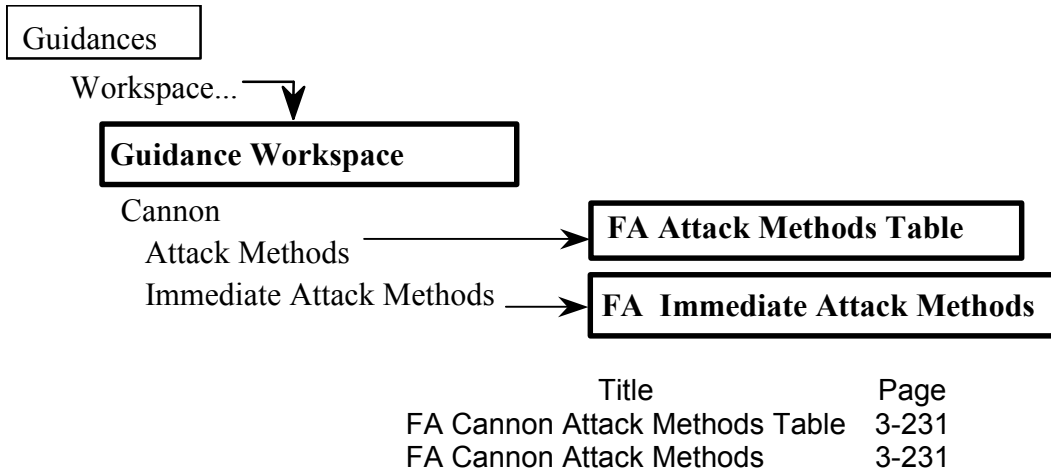 Guidances
Workspace...
Guidance Workspace
Cannon
Attack Methods
FA Attack Methods Table
Immediate Attack Methods
FA Immediate Attack Methods
Title Page
FA Cannon Attack Methods Table 3-231
FA Cannon Attack Methods 3-231